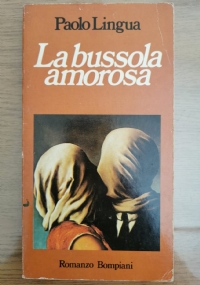 Paolo Lingua
La bussola
amorosa
Romanzo Bompiani